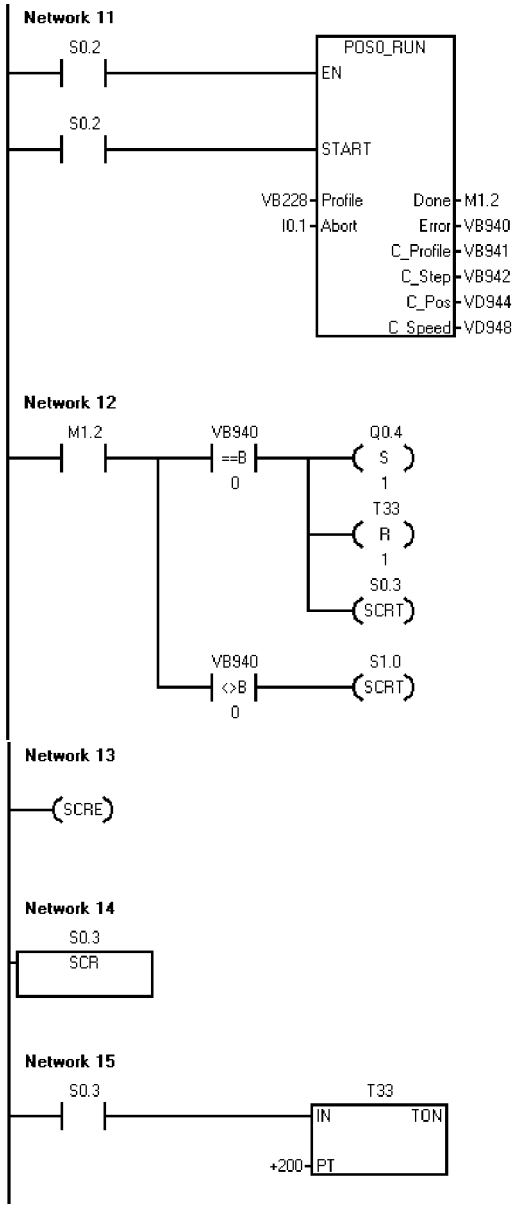 Network 11
S0.2
POS0_RUN
EN
S0.2
START
VB228 Profile Done M1.2
I0.1 Abort Error VB940
C_Profile VB941
C_Step VB942
C_Pos VD944
C_Speed VD948
Network 12
M1.2 VB940 Q0.4
==B S
0 1
T33
R
1
S0.3
SCRT
VB940 S1.0
<>B SCRT
0
Network 13
SCRE
Network 14
S0.3
SCR
Network 15
S0.3 T33
IN TON
+200 PT